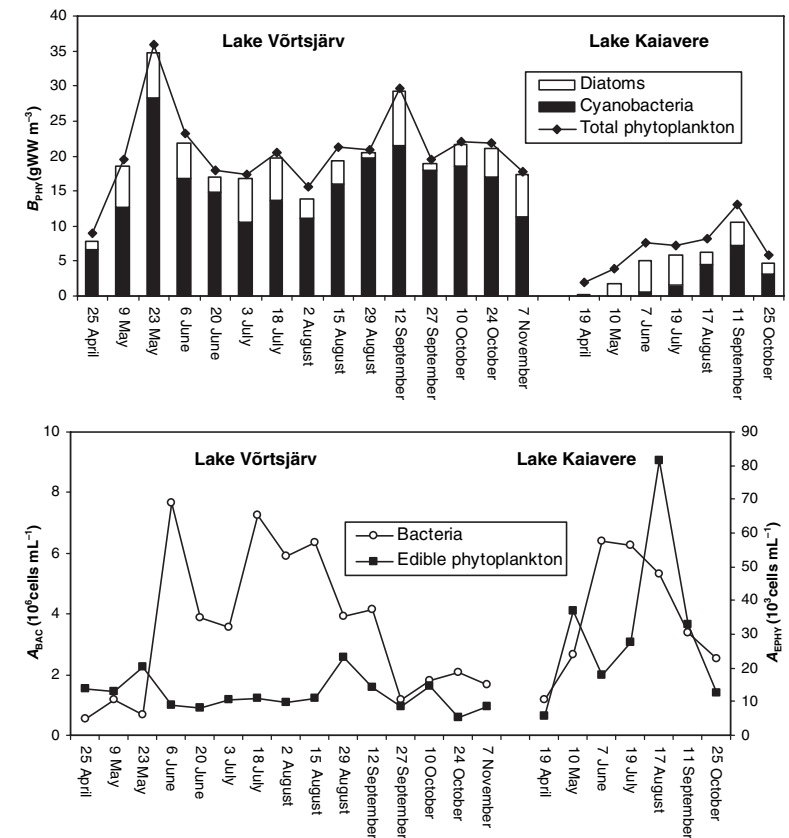 40
35
30
25
20
15
10
5
0
B_PHY (gWW m⁻³)
Lake Võrtsjärv
Lake Kaiavere
Diatoms
Cyanobacteria
Total phytoplankton
25 April
9 May
23 May
6 June
20 June
3 July
18 July
2 August
15 August
29 August
12 September
27 September
10 October
24 October
7 November
19 April
10 May
7 June
19 July
17 August
11 September
25 October
10
8
6
4
2
0
A_BAC (10⁶cells mL⁻¹)
Lake Võrtsjärv
Lake Kaiavere
Bacteria
Edible phytoplankton
90
80
70
60
50
40
30
20
10
0
A_EPHY (10³cells mL⁻¹)
25 April
9 May
23 May
6 June
20 June
3 July
18 July
2 August
15 August
29 August
12 September
27 September
10 October
24 October
7 November
19 April
10 May
7 June
19 July
17 August
11 September
25 October